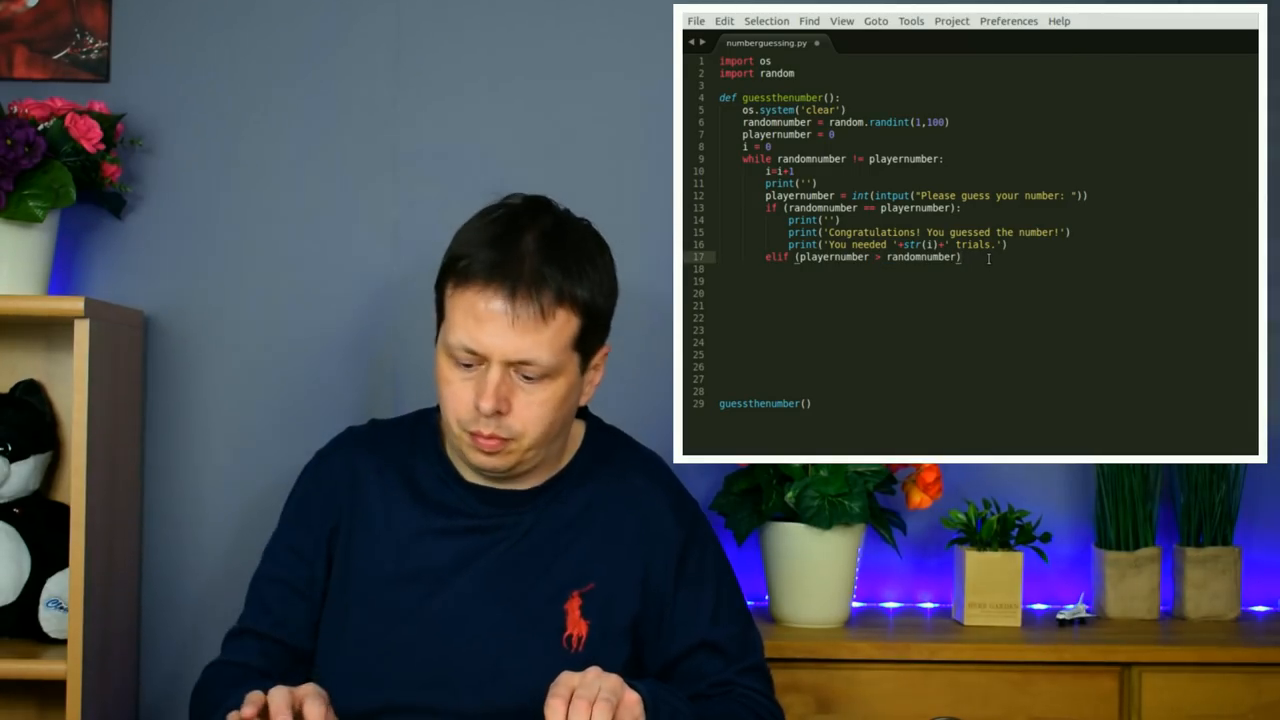 File Edit Selection Find View Goto Tools Project Preferences Help
numberguessing.py
1 import os
2 import random
3
4 def guessthenumber():
5 os.system('clear')
6 randomnumber = random.randint(1,100)
7 playernumber = 0
8 i = 0
9 while randomnumber != playernumber:
10 i=i+1
11 print('')
12 playernumber = int(intput("Please guess your number: "))
13 if (randomnumber == playernumber):
14 print('')
15 print('Congratulations! You guessed the number!')
16 print('You needed '+str(i)+' trials.')
17 elif (playernumber > randomnumber)
18
19
20
21
22
23
24
25
26
27
28
29 guessthenumber()
HERB GARDEN